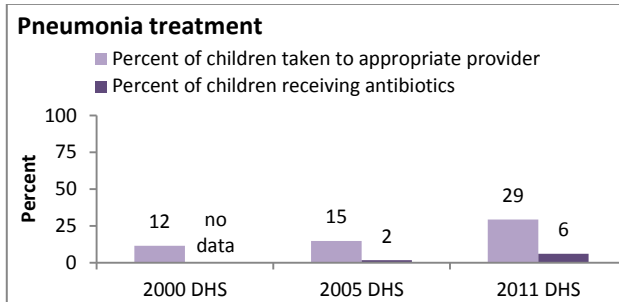 Pneumonia treatment
Percent of children taken to appropriate provider
Percent of children receiving antibiotics
100
75
50
25
0
Percent
12
no
data
15
2
29
6
2000 DHS
2005 DHS
2011 DHS